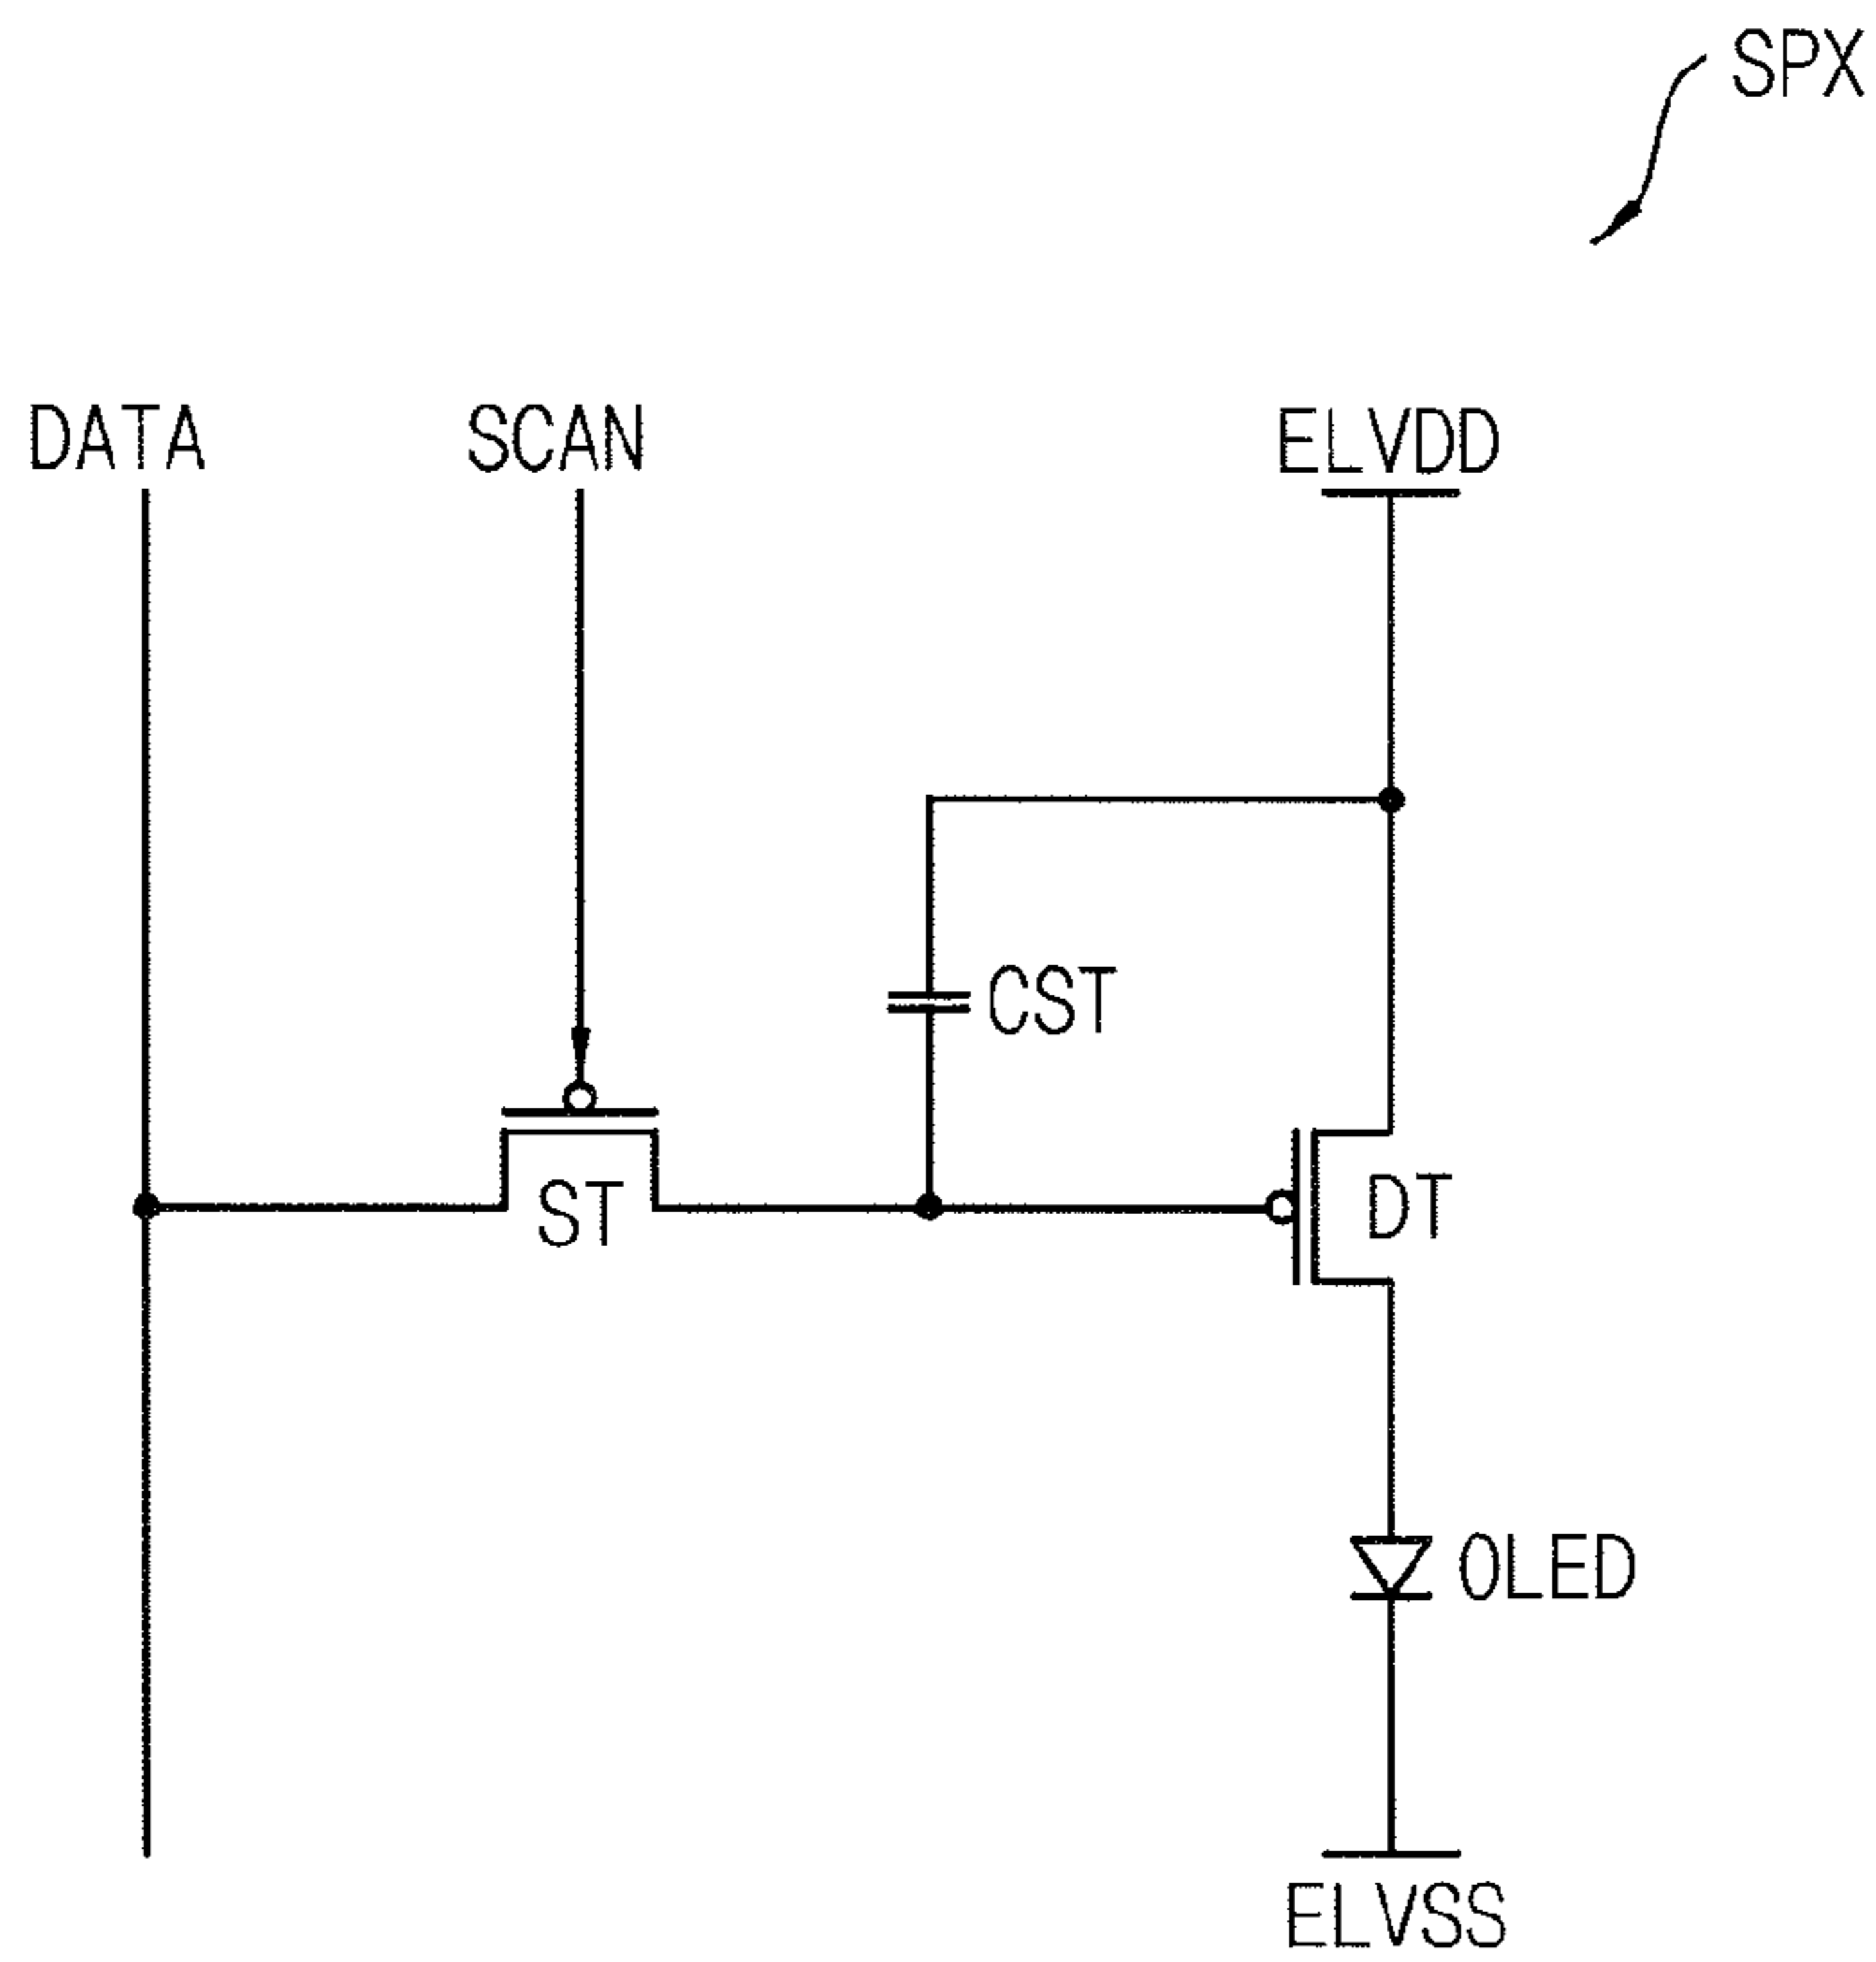 SPX
DATA
SCAN
ELVDD
CST
ST
DT
OLED
ELVSS